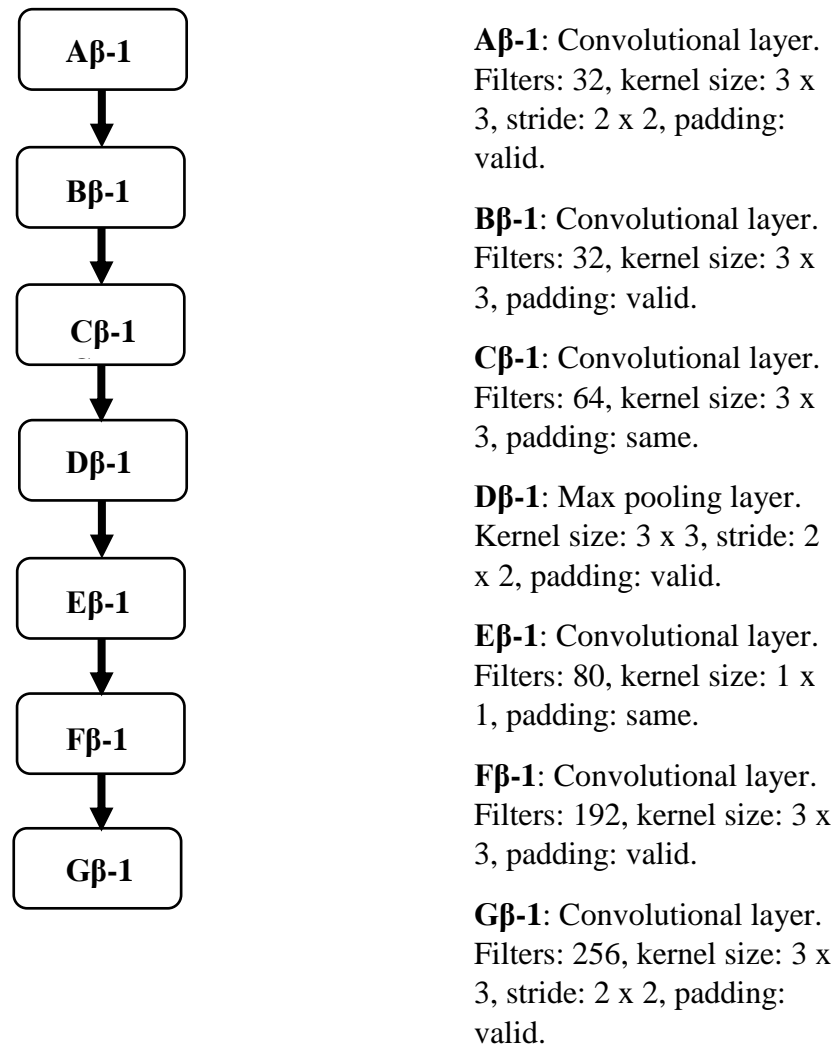 Aβ-1
Bβ-1
Cβ-1
Dβ-1
Eβ-1
Fβ-1
Gβ-1
Aβ-1: Convolutional layer.
Filters: 32, kernel size: 3 x
3, stride: 2 x 2, padding:
valid.
Bβ-1: Convolutional layer.
Filters: 32, kernel size: 3 x
3, padding: valid.
Cβ-1: Convolutional layer.
Filters: 64, kernel size: 3 x
3, padding: same.
Dβ-1: Max pooling layer.
Kernel size: 3 x 3, stride: 2
x 2, padding: valid.
Eβ-1: Convolutional layer.
Filters: 80, kernel size: 1 x
1, padding: same.
Fβ-1: Convolutional layer.
Filters: 192, kernel size: 3 x
3, padding: valid.
Gβ-1: Convolutional layer.
Filters: 256, kernel size: 3 x
3, stride: 2 x 2, padding:
valid.